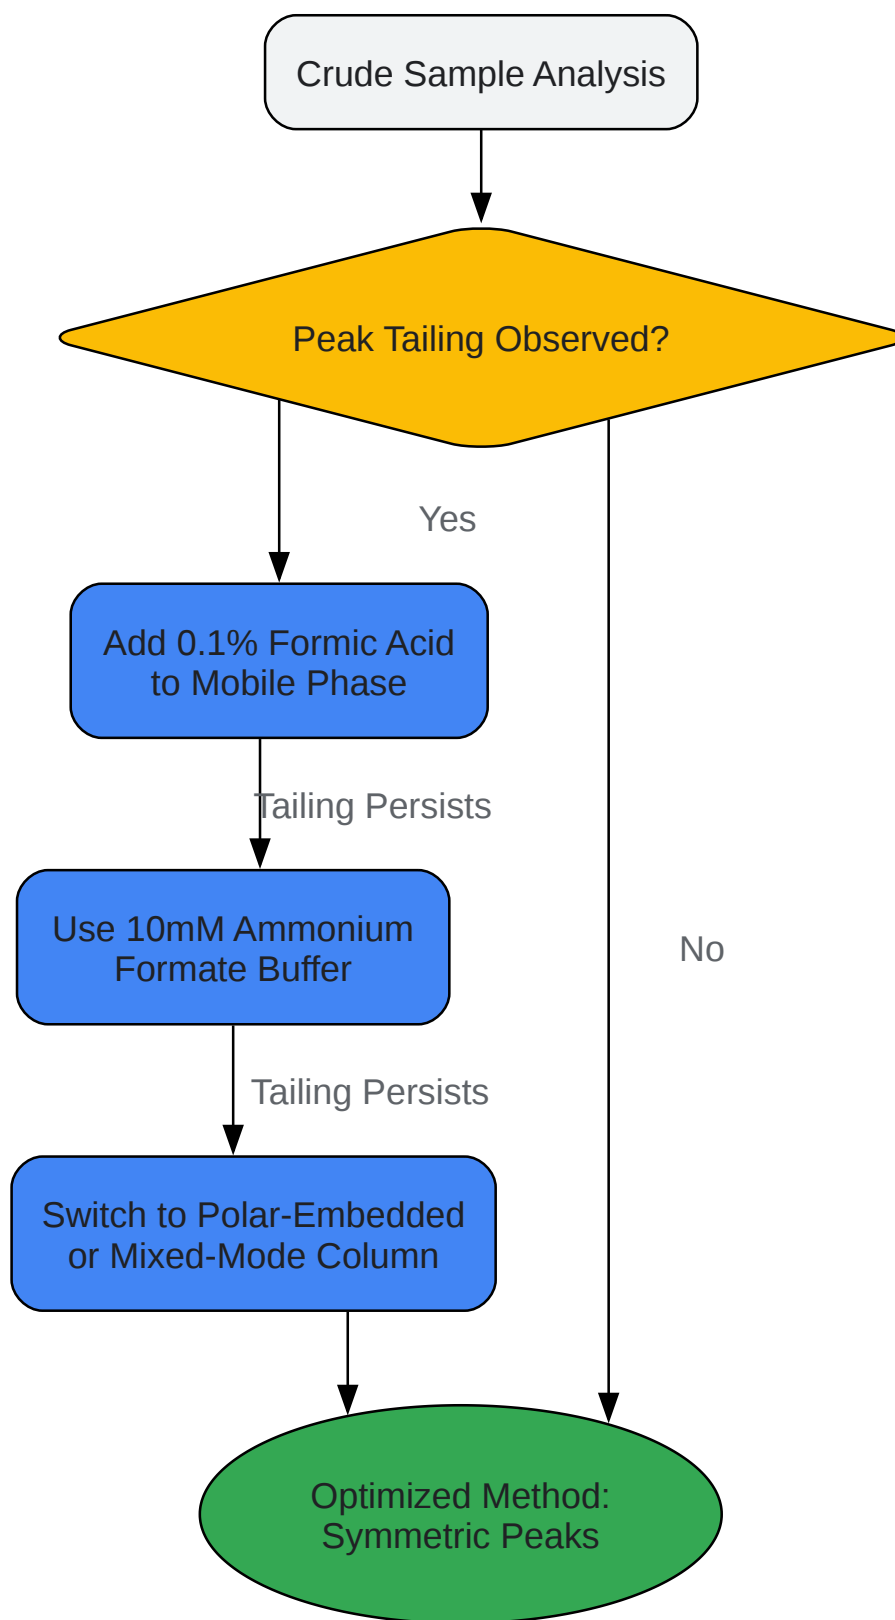 Crude Sample Analysis
Peak Tailing Observed?
Yes
Add 0.1% Formic Acid
to Mobile Phase
Tailing Persists
Use 10mM Ammonium
Formate Buffer
No
Tailing Persists
Switch to Polar-Embedded
or Mixed-Mode Column
Optimized Method:
Symmetric Peaks